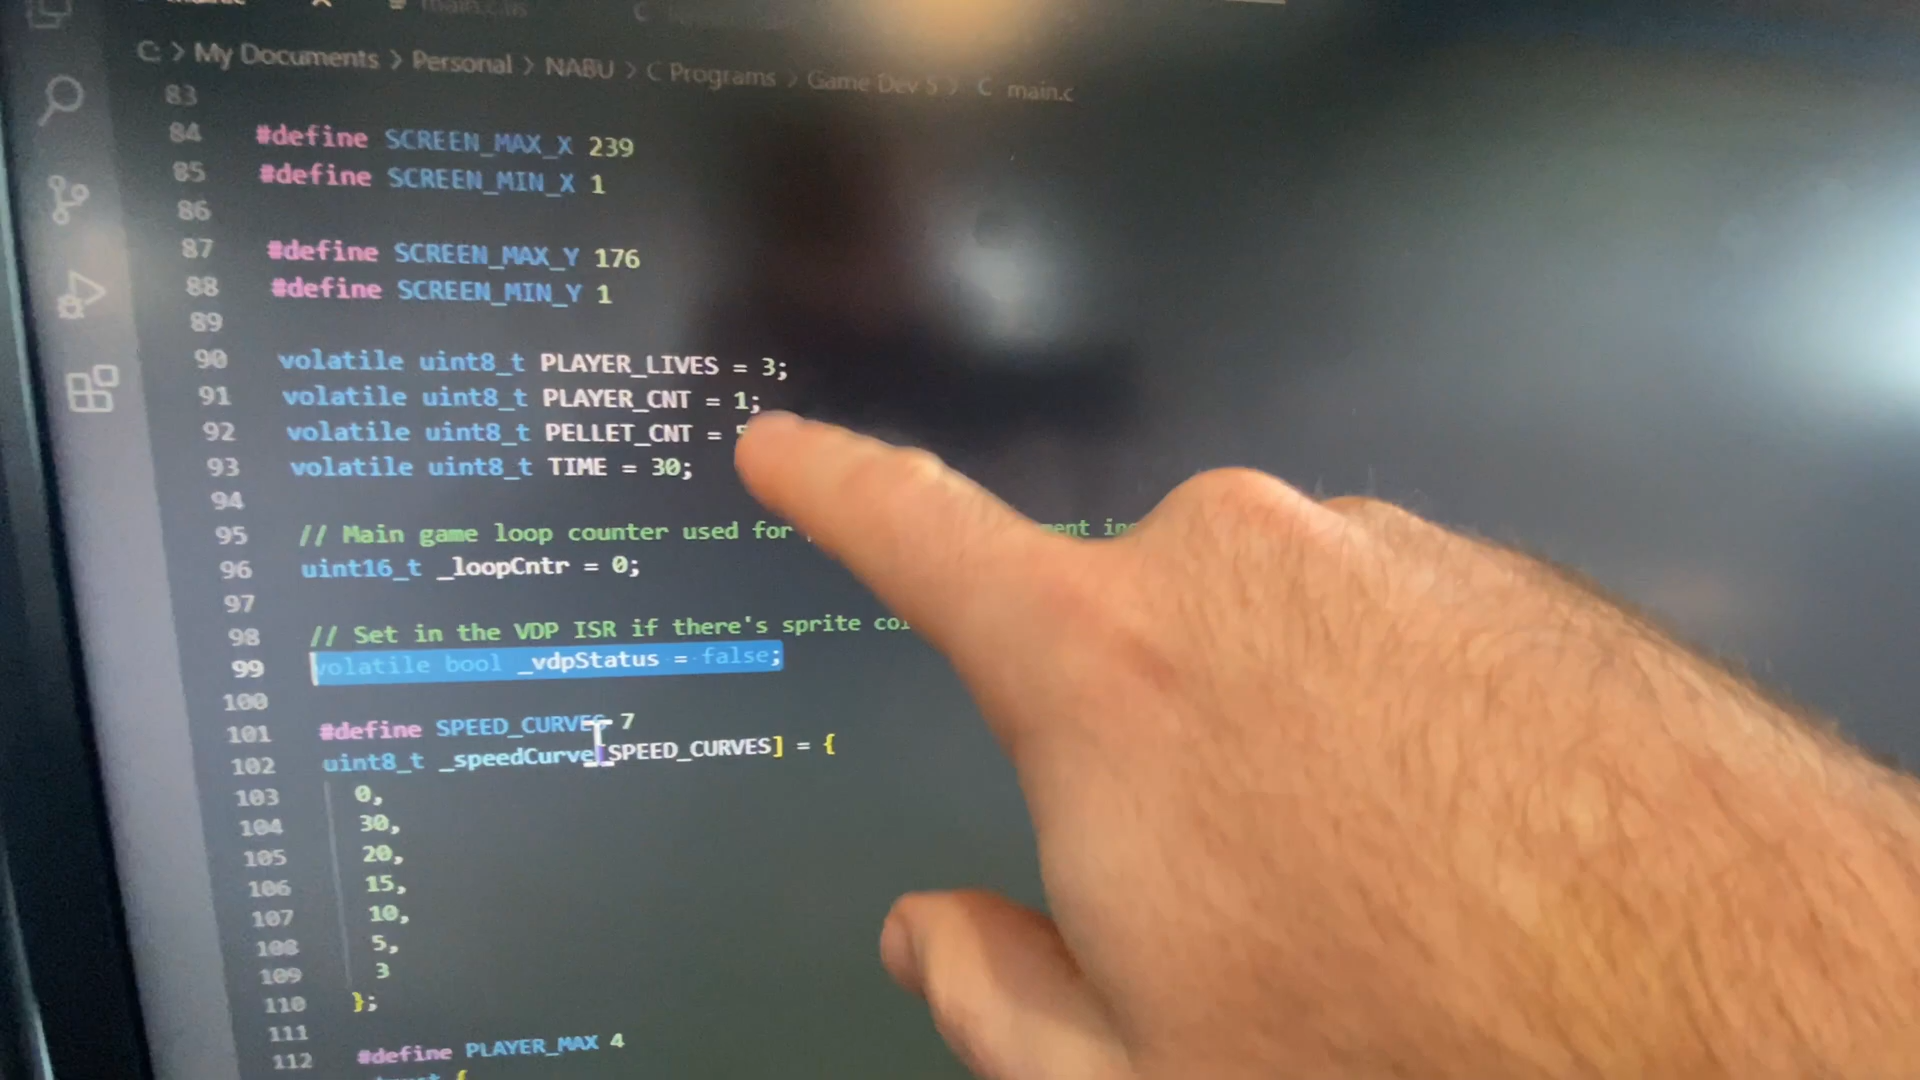 C: > My Documents > Personal > NABU > C Programs > Game Dev 5 > C main.c
83
84 #define SCREEN_MAX_X 239
85 #define SCREEN_MIN_X 1
86
87 #define SCREEN_MAX_Y 176
88 #define SCREEN_MIN_Y 1
89
90 volatile uint8_t PLAYER_LIVES = 3;
91 volatile uint8_t PLAYER_CNT = 1;
92 volatile uint8_t PELLET_CNT =
93 volatile uint8_t TIME = 30;
94
95 // Main game loop counter used for
96 uint16_t _loopCntr = 0;
97
98 // Set in the VDP ISR if there's sprite
99 volatile bool _vdpStatus = false;
100
101 #define SPEED_CURVES 7
102 uint8_t _speedCurve[SPEED_CURVES] = {
103 0,
104 30,
105 20,
106 15,
107 10,
108 5,
109 3
110 };
111
112 #define PLAYER_MAX 4